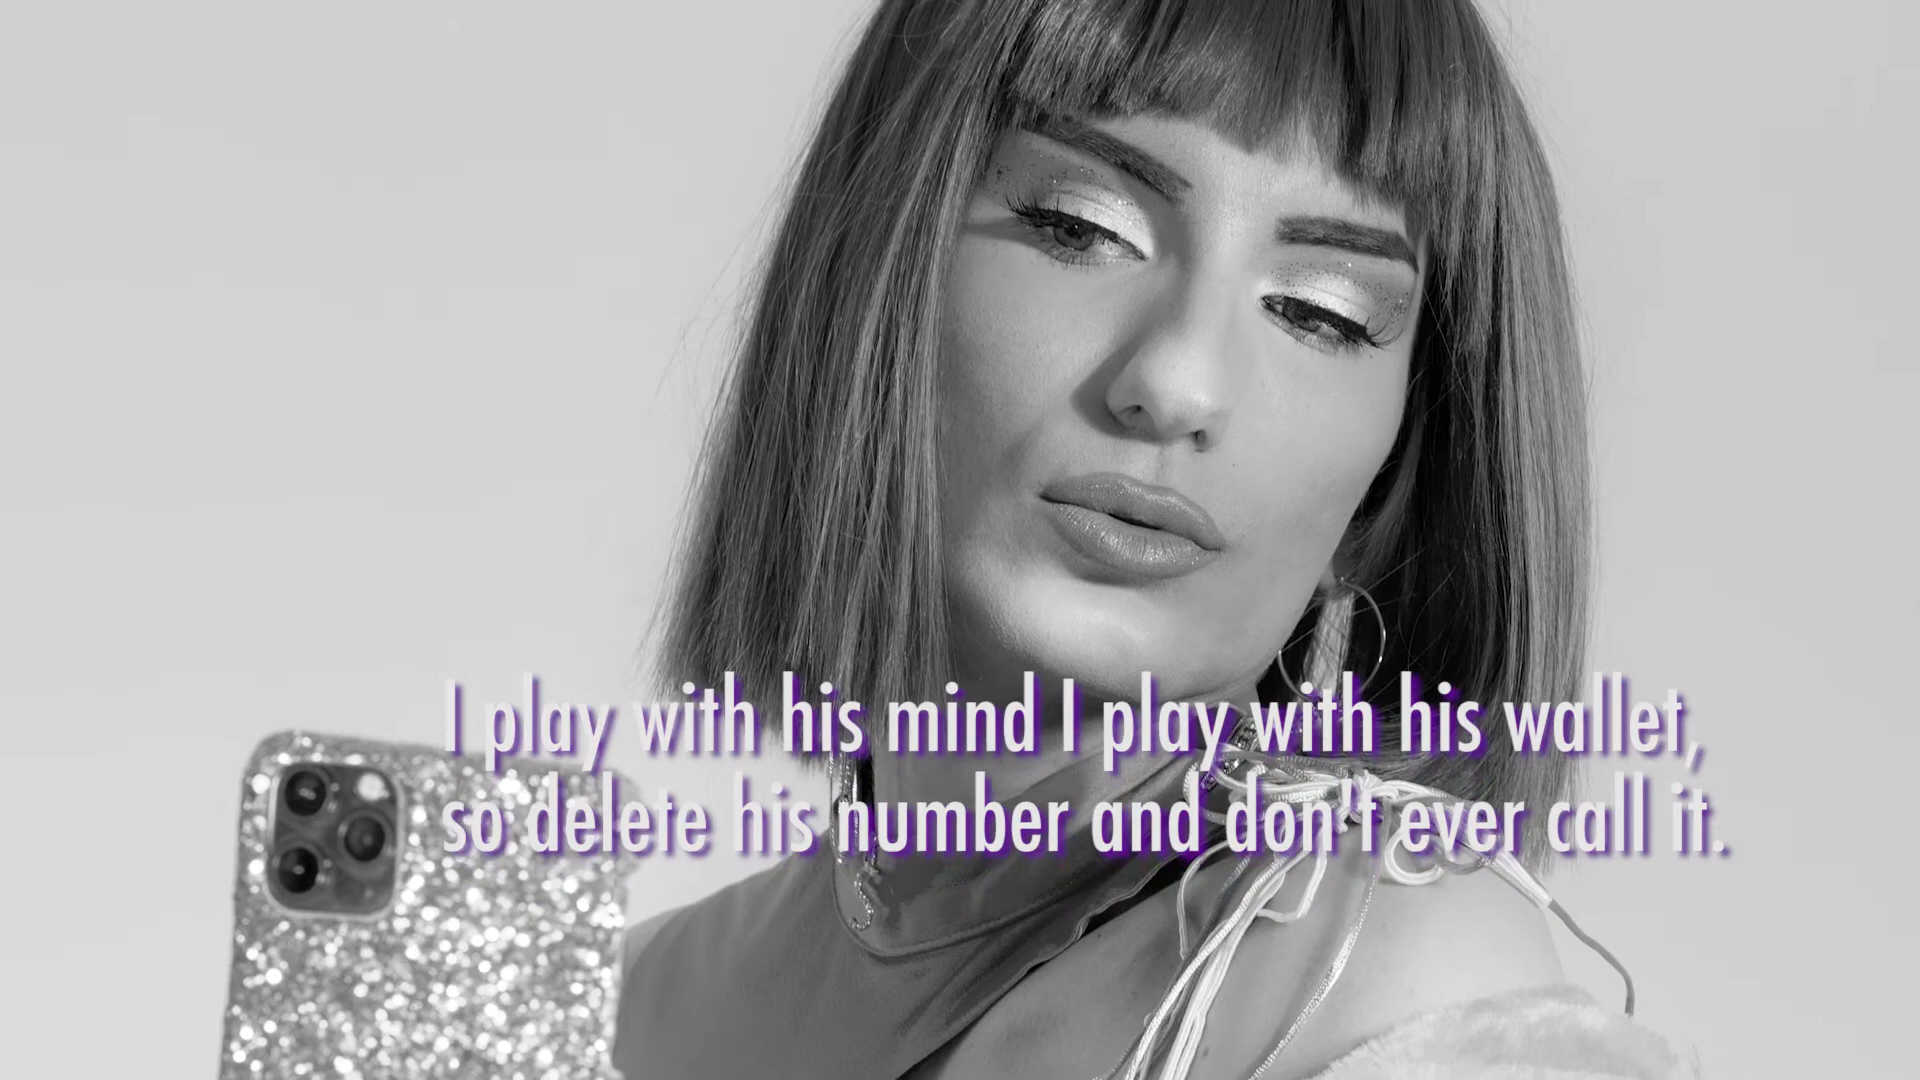 I play with his mind I play with his wallet,
so delete his number and don't ever call it.